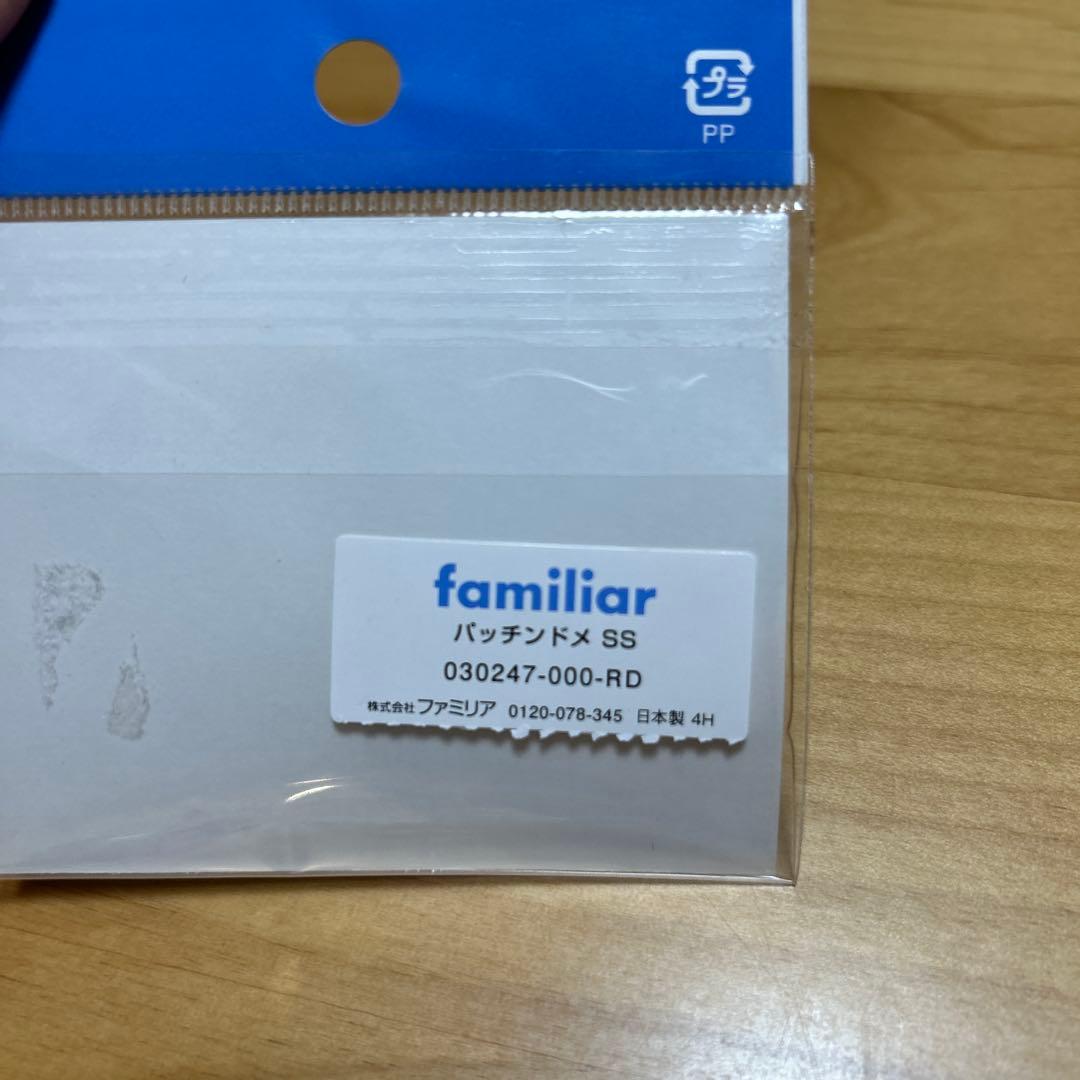 プラ
PP
familiar
パッチンドメ SS
030247-000-RD
株式会社ファミリア 0120-078-345 日本製 4H